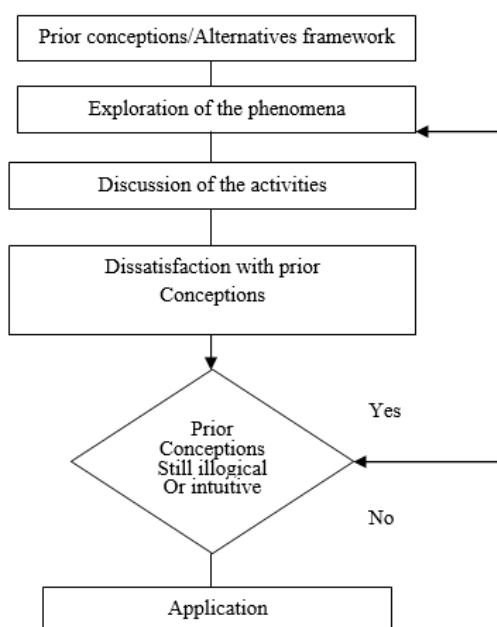 Prior conceptions/Alternatives framework
Exploration of the phenomena
Discussion of the activities
Dissatisfaction with prior
Conceptions
Prior
Conceptions
Still illogical
Or intuitive
Yes
No
Application